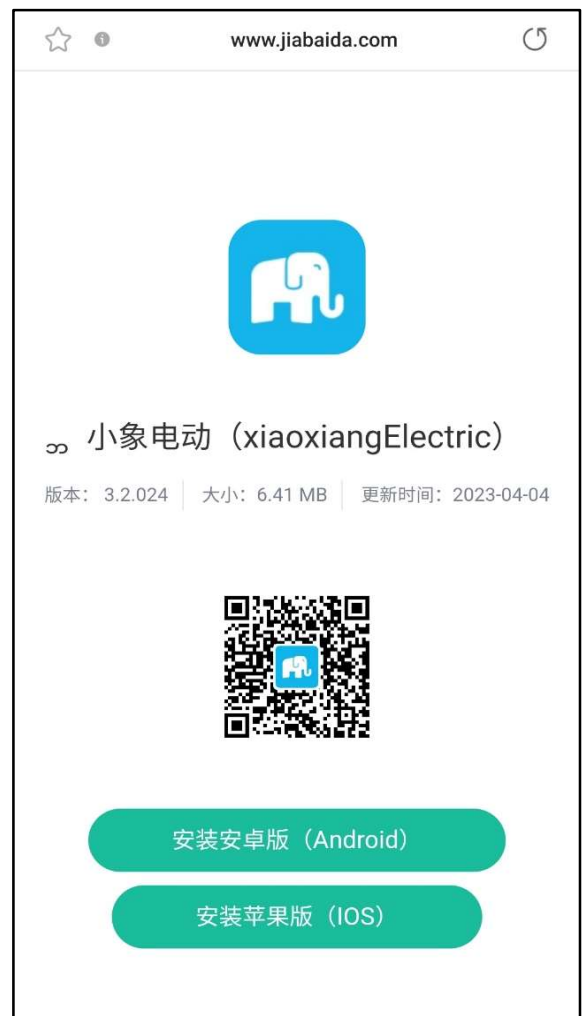 www.jiabaida.com
小象电动（xiaoxiangElectric）
版本： 3.2.024 大小：6.41 MB 更新时间：2023-04-04
安装安卓版（Android）
安装苹果版（IOS）